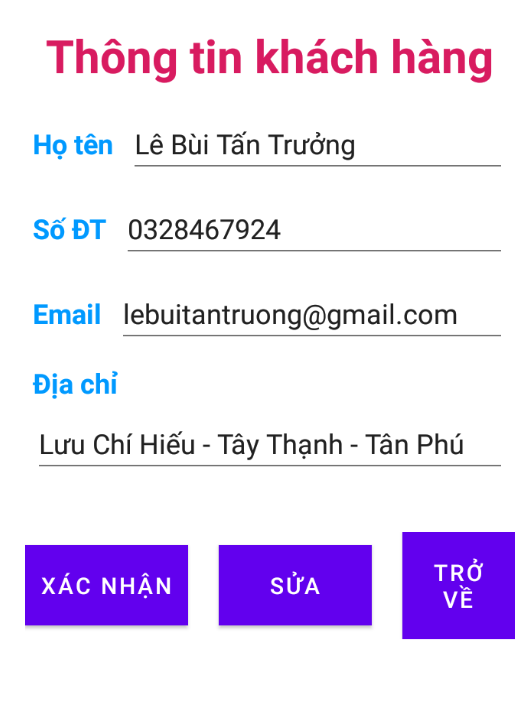 Thông tin khách hàng
Họ tên Lê Bùi Tấn Trưởng
Số ĐT 0328467924
Email lebuitantruong@gmail.com
Địa chỉ
Lưu Chí Hiếu - Tây Thạnh - Tân Phú
XÁC NHẬN SỬA TRỞ
VỀ